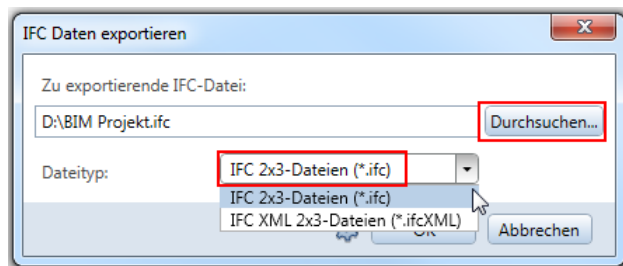 IFC Daten exportieren
Zu exportierende IFC-Datei:
D:\BIM Projekt.ifc
Durchsuchen...
Dateityp:
IFC 2x3-Dateien (*.ifc)
IFC 2x3-Dateien (*.ifc)
IFC XML 2x3-Dateien (*.ifcXML)
OK
Abbrechen